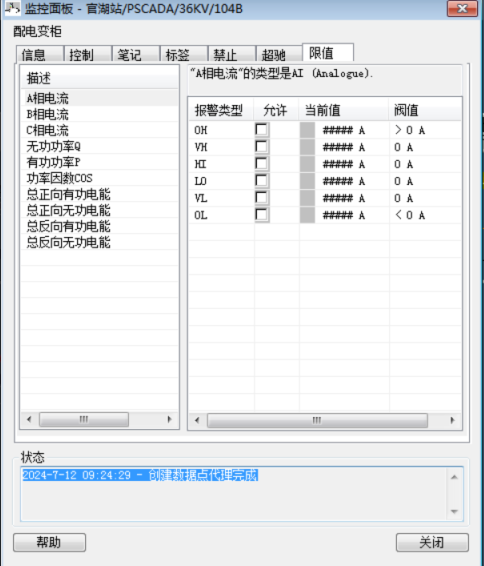 监控面板 - 官湖站/PSCADA/36KV/104B
配电变柜
信息 控制 笔记 标签 禁止 超驰 限值
描述
A相电流
B相电流
C相电流
无功功率Q
有功功率P
功率因数COS
总正向有功电能
总正向无功电能
总反向有功电能
总反向无功电能
"A相电流"的类型是AI (Analogue).
报警类型 允许 当前值 阀值
OH ##### A > 0 A
VH ##### A 0 A
HI ##### A 0 A
LO ##### A 0 A
VL ##### A 0 A
OL ##### A < 0 A
状态
2024-7-12 09:24:29 - 创建数据点代理完成
帮助 关闭